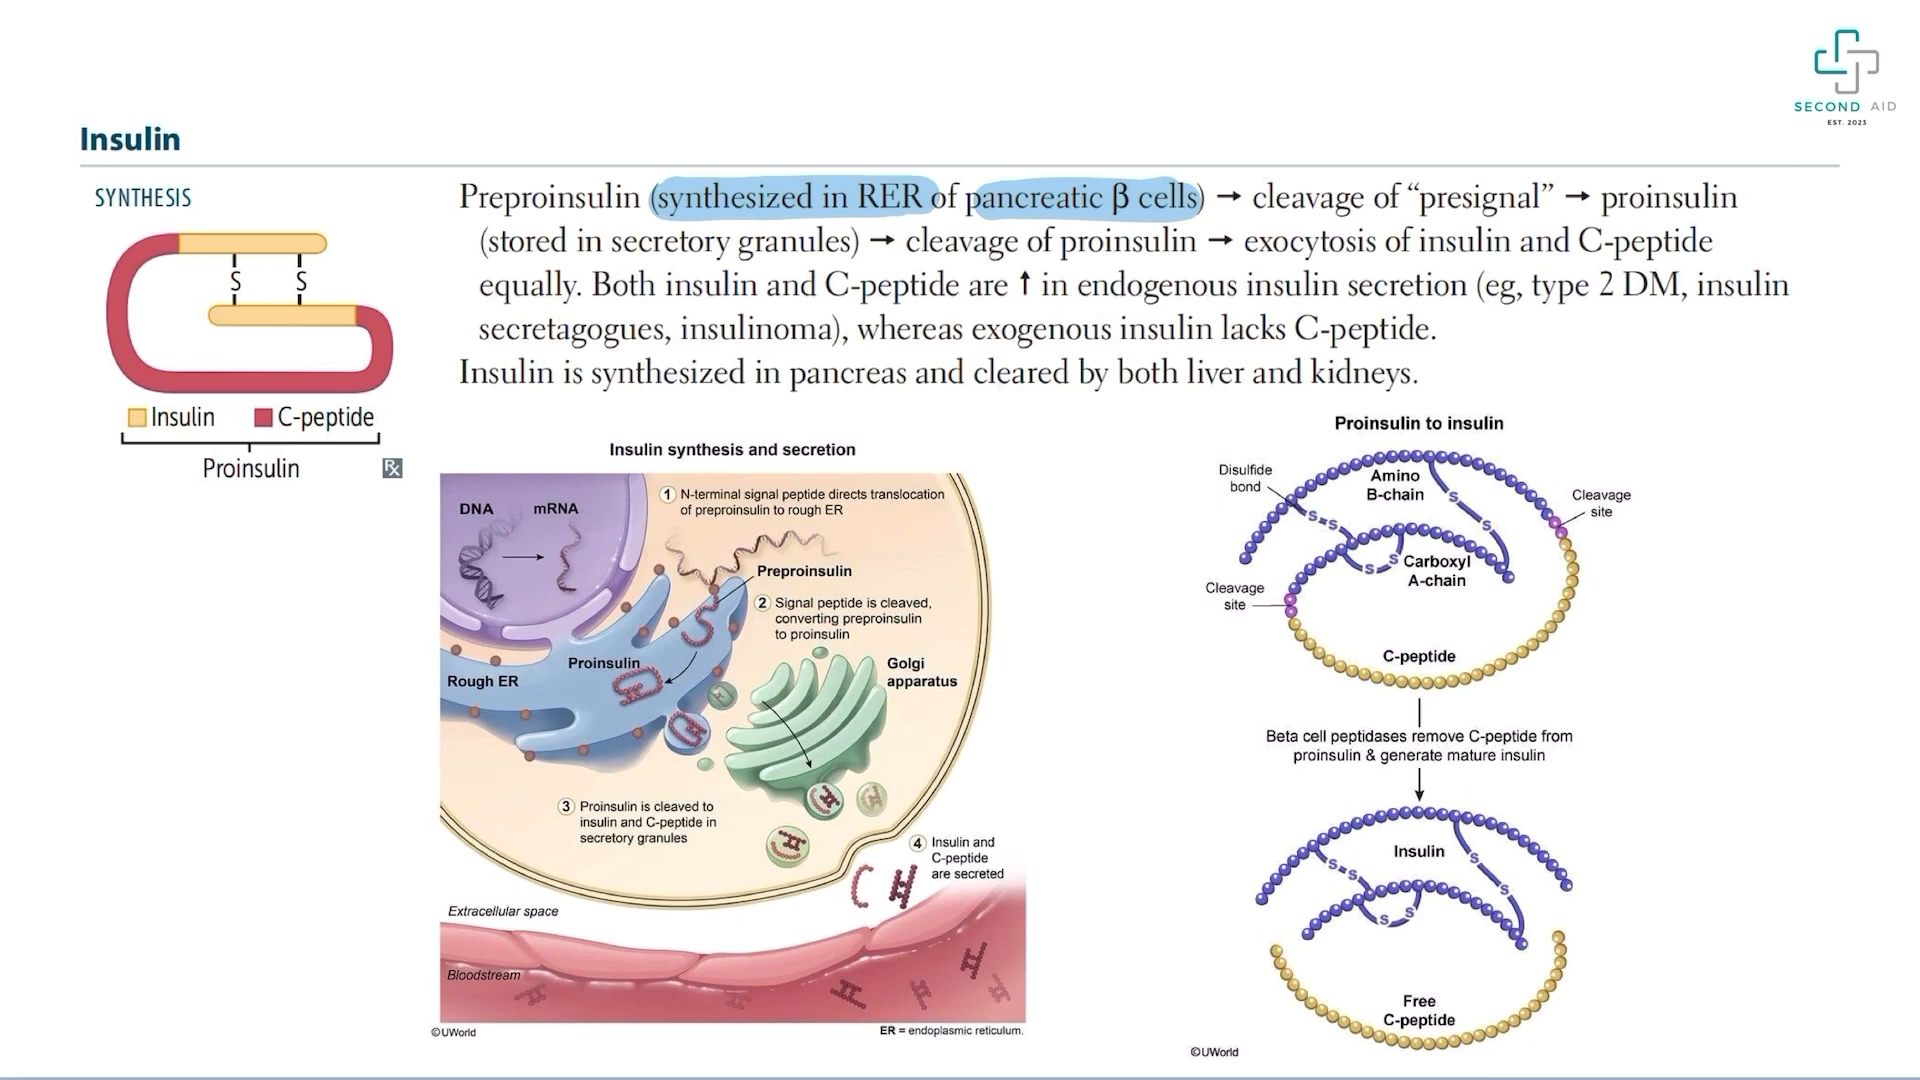 SECOND AID
EST. 2023
Insulin
SYNTHESIS
Preproinsulin (synthesized in RER of pancreatic β cells) → cleavage of “presignal” → proinsulin
(stored in secretory granules) → cleavage of proinsulin → exocytosis of insulin and C-peptide
equally. Both insulin and C-peptide are ↑ in endogenous insulin secretion (eg, type 2 DM, insulin
secretagogues, insulinoma), whereas exogenous insulin lacks C-peptide.
Insulin is synthesized in pancreas and cleared by both liver and kidneys.
S S
Insulin C-peptide
Proinsulin
Rx
Insulin synthesis and secretion
DNA mRNA
1 N-terminal signal peptide directs translocation
of preproinsulin to rough ER
Preproinsulin
2 Signal peptide is cleaved,
converting preproinsulin
to proinsulin
Proinsulin
Rough ER
Golgi
apparatus
3 Proinsulin is cleaved to
insulin and C-peptide in
secretory granules
4 Insulin and
C-peptide
are secreted
Extracellular space
Bloodstream
©UWorld
ER = endoplasmic reticulum.
Proinsulin to insulin
Disulfide
bond
Amino
B-chain
S
S
S S
Cleavage
site
Carboxyl
A-chain
S S
Cleavage
site
C-peptide
Beta cell peptidases remove C-peptide from
proinsulin & generate mature insulin
Insulin
S
S
S S
S S
Free
C-peptide
©UWorld